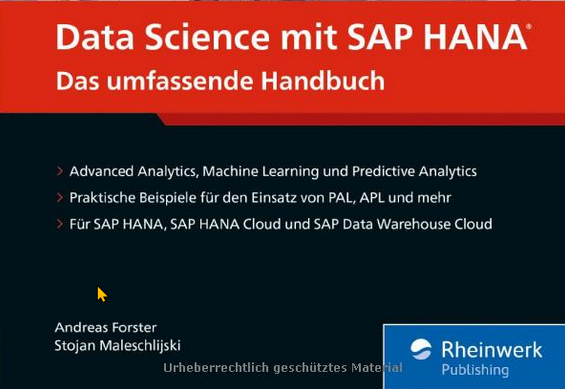 Data Science mit SAP HANA®
Das umfassende Handbuch
> Advanced Analytics, Machine Learning und Predictive Analytics
> Praktische Beispiele für den Einsatz von PAL, APL und mehr
> Für SAP HANA, SAP HANA Cloud und SAP Data Warehouse Cloud
Andreas Forster
Stojan Maleschlijski
Rheinwerk
Publishing
Urheberrechtlich geschütztes Material